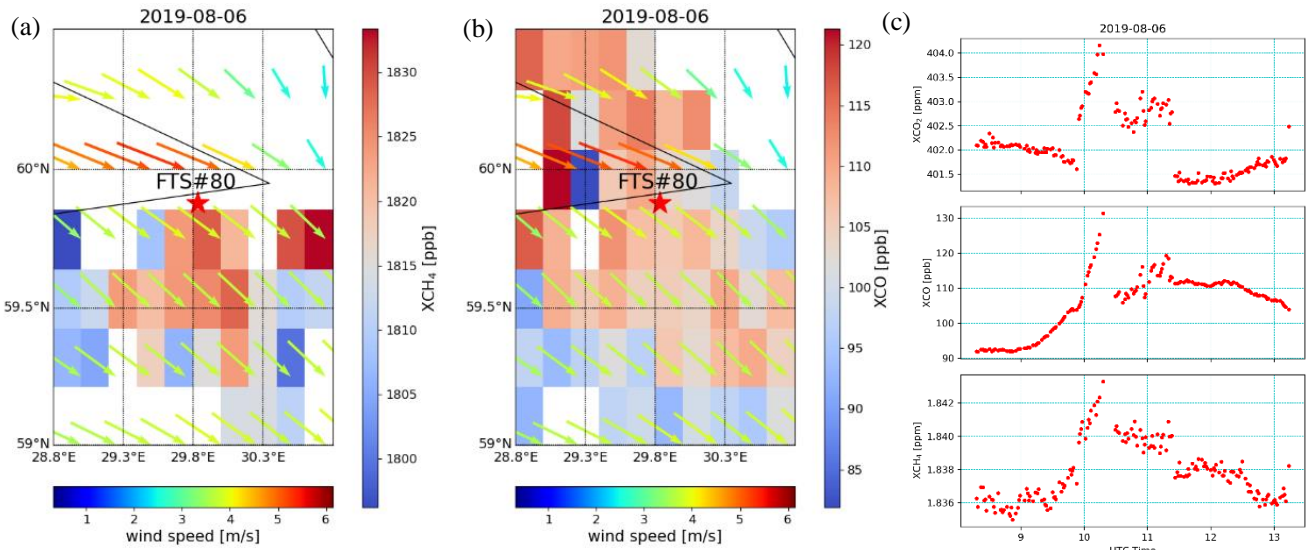 (a)
2019-08-06
60°N
59.5°N
59°N
28.8°E 29.3°E 29.8°E 30.3°E
FTS#80
1830
1825
1820
1815
1810
1805
1800
XCH₄ [ppb]
1 2 3 4 5 6
wind speed [m/s]
(b)
2019-08-06
28.8°E 29.3°E 29.8°E 30.3°E
FTS#80
120
115
110
105
100
95
90
85
XCO [ppb]
1 2 3 4 5 6
wind speed [m/s]
(c)
2019-08-06
404.0
403.5
403.0
402.5
402.0
401.5
XCO₂ [ppm]
130
120
110
100
90
XCO [ppb]
1.842
1.840
1.838
1.836
XCH₄ [ppm]
9 10 11 12 13
UTC Time